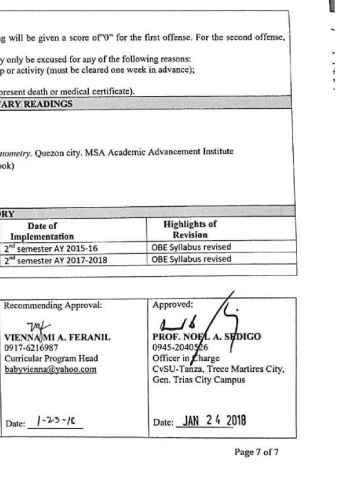 ng will be given a score of"0" for the first offense. For the second offense,
y only be excused for any of the following reasons:
p or activity (must be cleared one week in advance);
present death or medical certificate).
ARY READINGS
nometry. Quezon city. MSA Academic Advancement Institute
ook)
RY
Date of Implementation
Highlights of Revision
2nd semester AY 2015-16
OBE Syllabus revised
2nd semester AY 2017-2018
OBE Syllabus revised
Recommending Approval:
VIENNA MI A. FERANIL
0917-6216987
Curricular Program Head
babyvienna@yahoo.com
Date: 1-23-18
Approved:
PROF. NOEL A. SEDIGO
0945-2040526
Officer in Charge
CvSU-Tanza, Trece Martires City,
Gen. Trias City Campus
Date: JAN 24 2018
Page 7 of 7